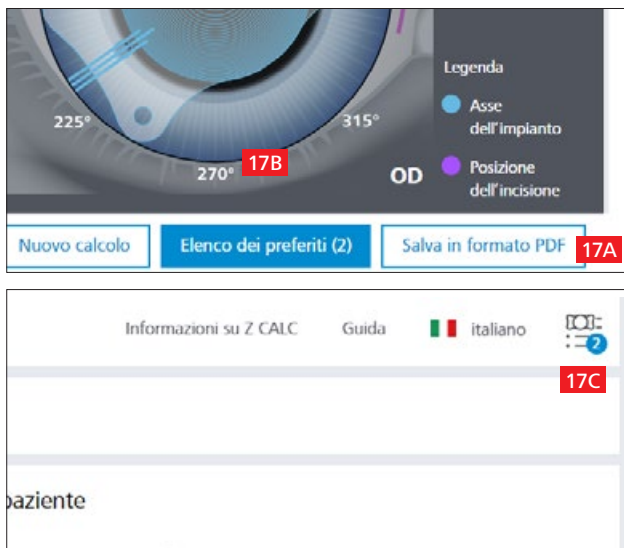 Legenda
Asse
dell'impianto
225°
315°
270°
17B
OD
Posizione
dell'incisione
Nuovo calcolo
Elenco dei preferiti (2)
Salva in formato PDF
17A
Informazioni su Z CALC
Guida
italiano
2
17C
paziente